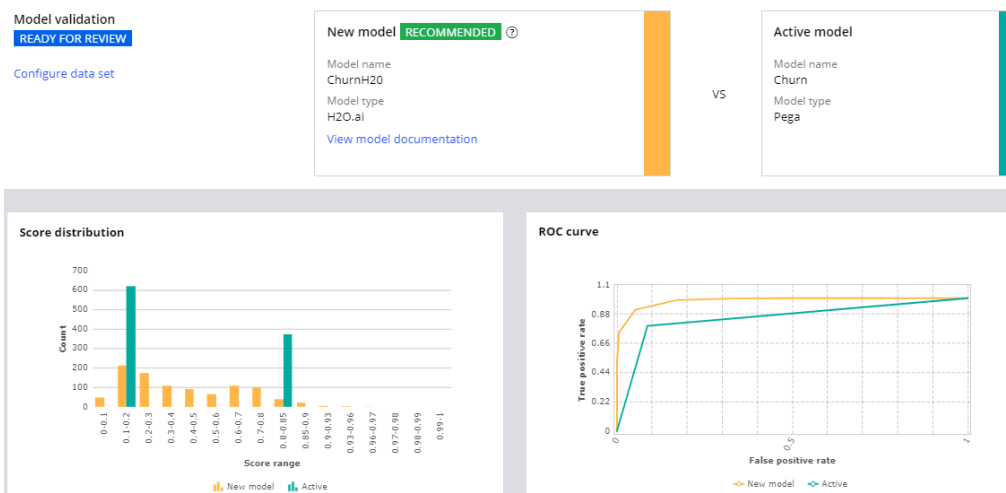 Model validation
READY FOR REVIEW
Configure data set
New model RECOMMENDED ?
Model name
ChurnH20
Model type
H2O.ai
View model documentation
VS
Active model
Model name
Churn
Model type
Pega
Score distribution
700
600
500
400
300
200
100
0
Count
0-0.1
0.1-0.2
0.2-0.3
0.3-0.4
0.4-0.5
0.5-0.6
0.6-0.7
0.7-0.8
0.8-0.85
0.85-0.9
0.9-0.93
0.93-0.96
0.96-0.97
0.97-0.98
0.98-0.99
0.99-1
Score range
New model Active
ROC curve
1.1
0.88
0.66
0.44
0.22
0
True positive rate
0
0.5
1
False positive rate
New model Active